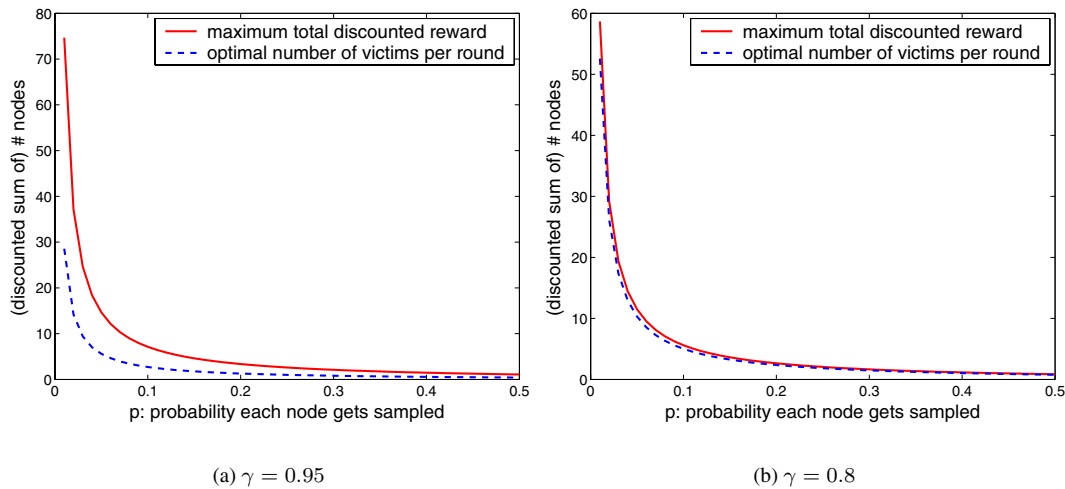 80
70
60
50
40
30
20
10
0
0
0.1
0.2
0.3
0.4
0.5
(discounted sum of) # nodes
p: probability each node gets sampled
maximum total discounted reward
optimal number of victims per round
(a) γ = 0.95
60
50
40
30
20
10
0
0
0.1
0.2
0.3
0.4
0.5
(discounted sum of) # nodes
p: probability each node gets sampled
maximum total discounted reward
optimal number of victims per round
(b) γ = 0.8